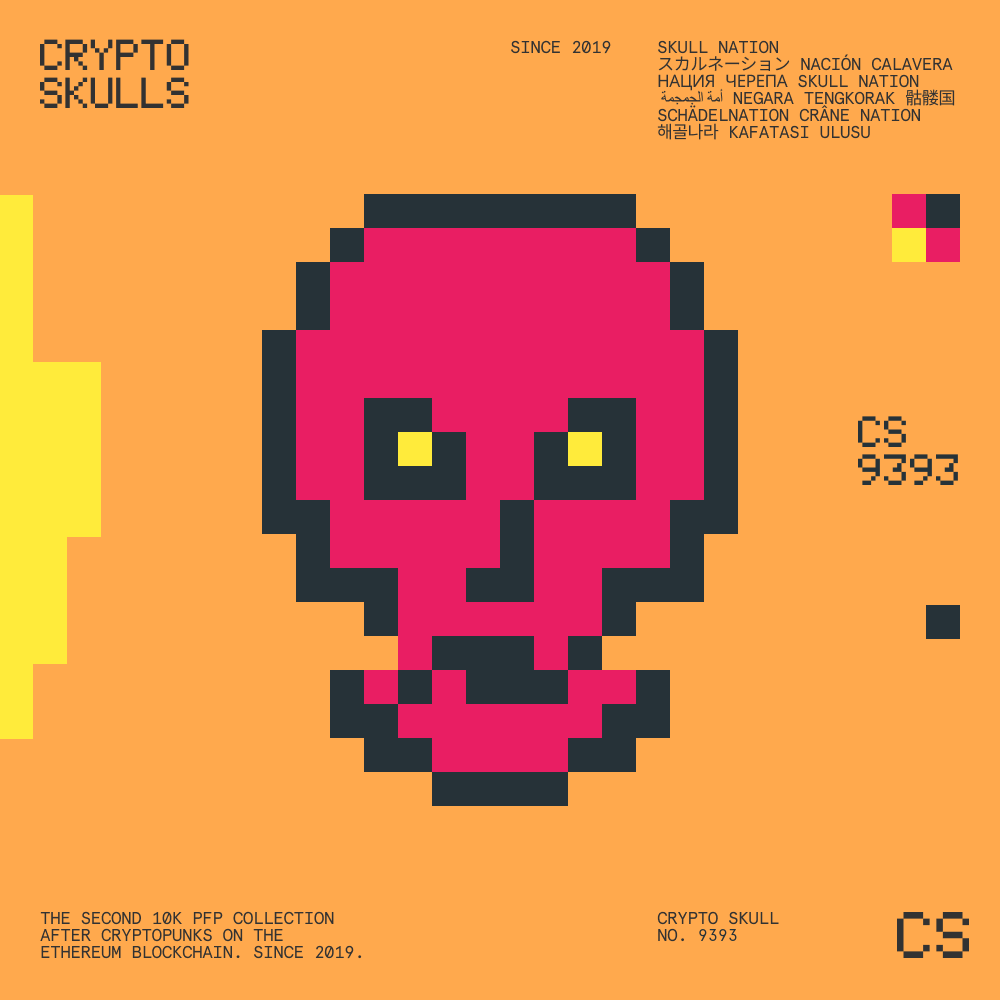 CRYPTO
SKULLS
SINCE 2019
SKULL NATION
スカルネーション NACIÓN CALAVERA
НАЦИЯ ЧЕРЕПА SKULL NATION
أمة الجمجمة NEGARA TENGKORAK 骷髅国
SCHÄDELNATION CRÂNE NATION
해골나라 KAFATASI ULUSU
CS
9393
THE SECOND 10K PFP COLLECTION
AFTER CRYPTOPUNKS ON THE
ETHEREUM BLOCKCHAIN. SINCE 2019.
CRYPTO SKULL
NO. 9393
CS